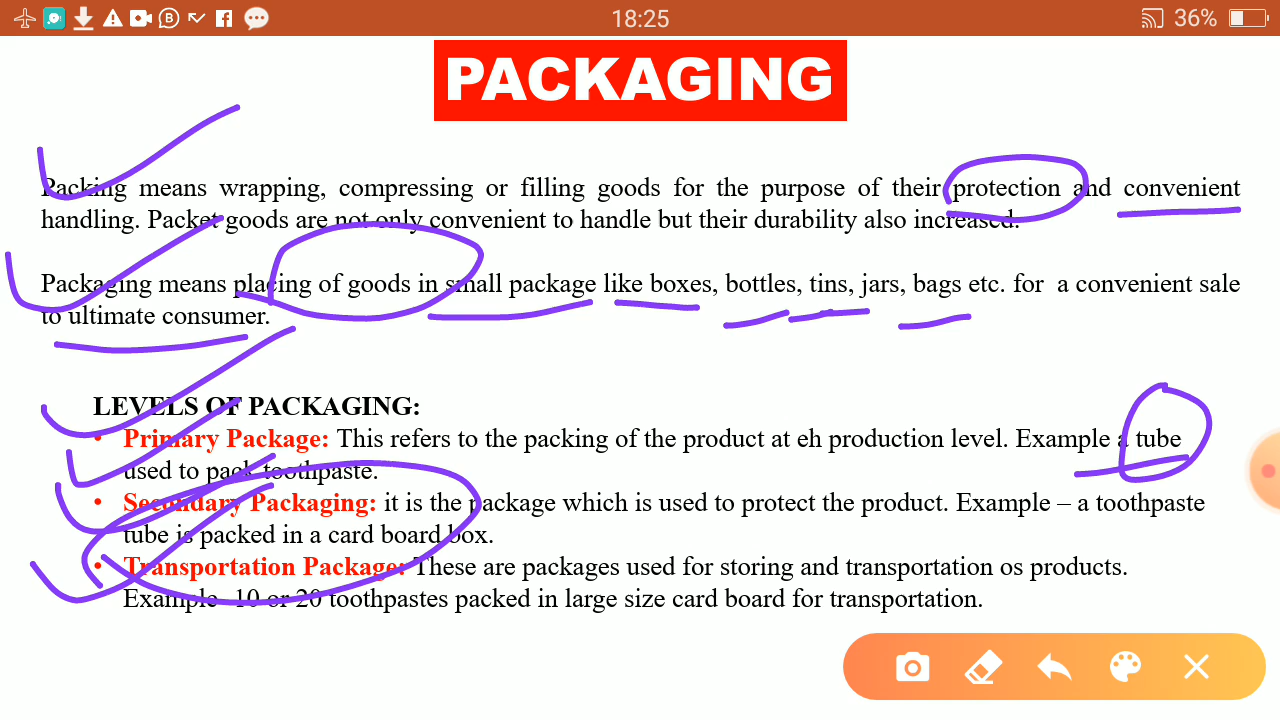 18:25
36%
PACKAGING
Packing means wrapping, compressing or filling goods for the purpose of their protection and convenient
handling. Packet goods are not only convenient to handle but their durability also increased.
Packaging means placing of goods in small package like boxes, bottles, tins, jars, bags etc. for a convenient sale
to ultimate consumer.
LEVELS OF PACKAGING:
• Primary Package: This refers to the packing of the product at eh production level. Example a tube
used to pack toothpaste.
• Secondary Packaging: it is the package which is used to protect the product. Example – a toothpaste
tube is packed in a card board box.
• Transportation Package: These are packages used for storing and transportation os products.
Example- 10 or 20 toothpastes packed in large size card board for transportation.